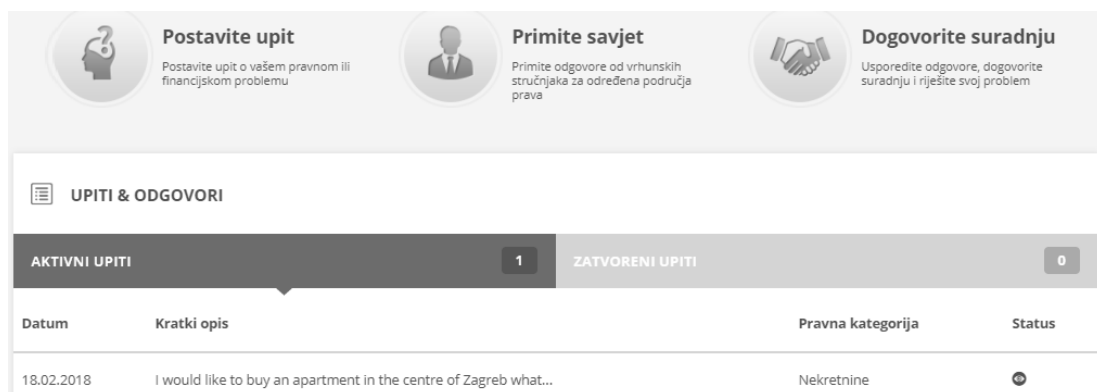 Postavite upit
Postavite upit o vašem pravnom ili
financijskom problemu
Primite savjet
Primite odgovore od vrhunskih
stručnjaka za određena područja
prava
Dogovorite suradnju
Usporedite odgovore, dogovorite
suradnju i riješite svoj problem
UPITI & ODGOVORI
AKTIVNI UPITI 1 ZATVORENI UPITI 0
Datum Kratki opis Pravna kategorija Status
18.02.2018 I would like to buy an apartment in the centre of Zagreb what... Nekretnine